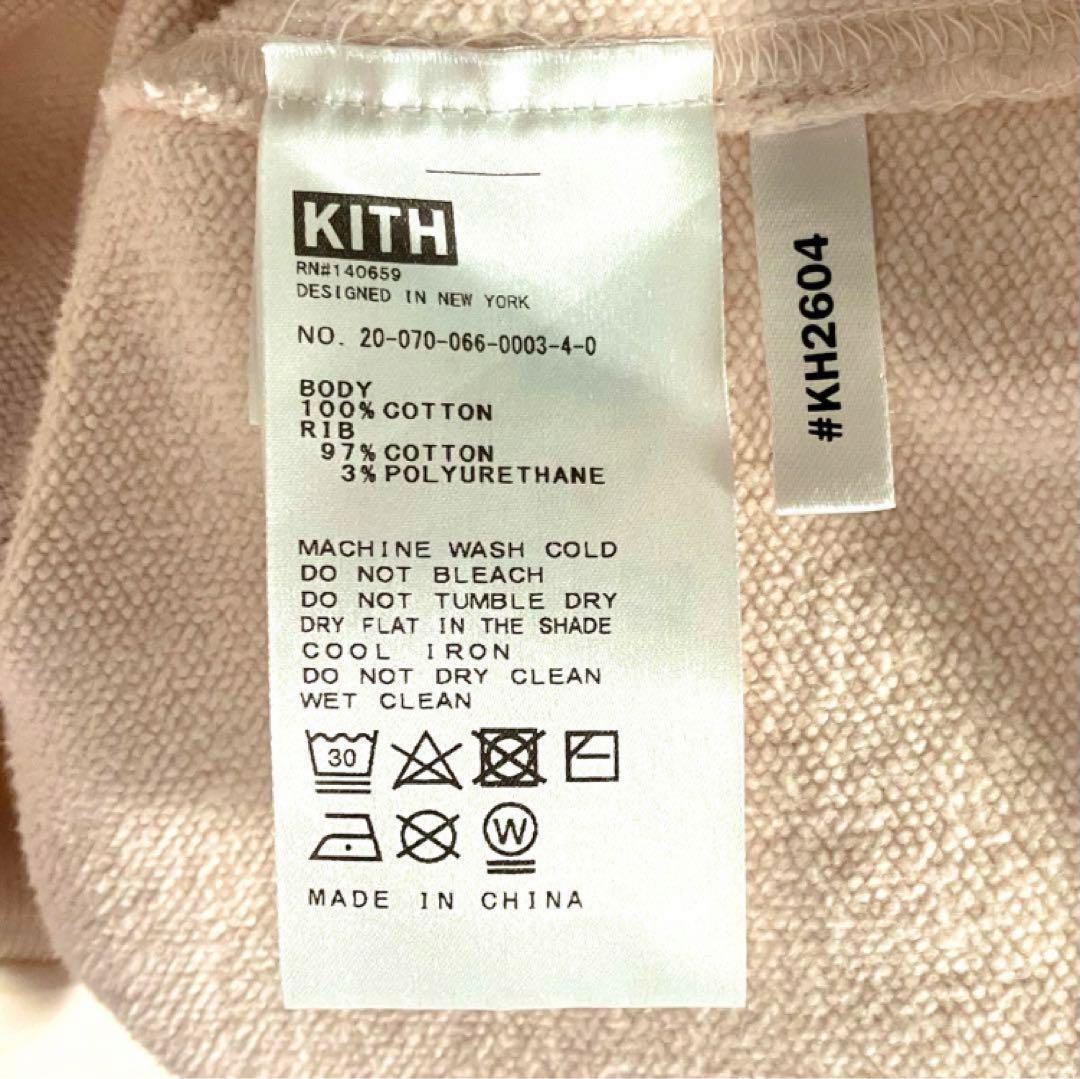 KITH
RN#140659
DESIGNED IN NEW YORK
NO. 20-070-066-0003-4-0
BODY
100% COTTON
RIB
97% COTTON
3% POLYURETHANE
MACHINE WASH COLD
DO NOT BLEACH
DO NOT TUMBLE DRY
DRY FLAT IN THE SHADE
COOL IRON
DO NOT DRY CLEAN
WET CLEAN
30
W
MADE IN CHINA
#KH2604